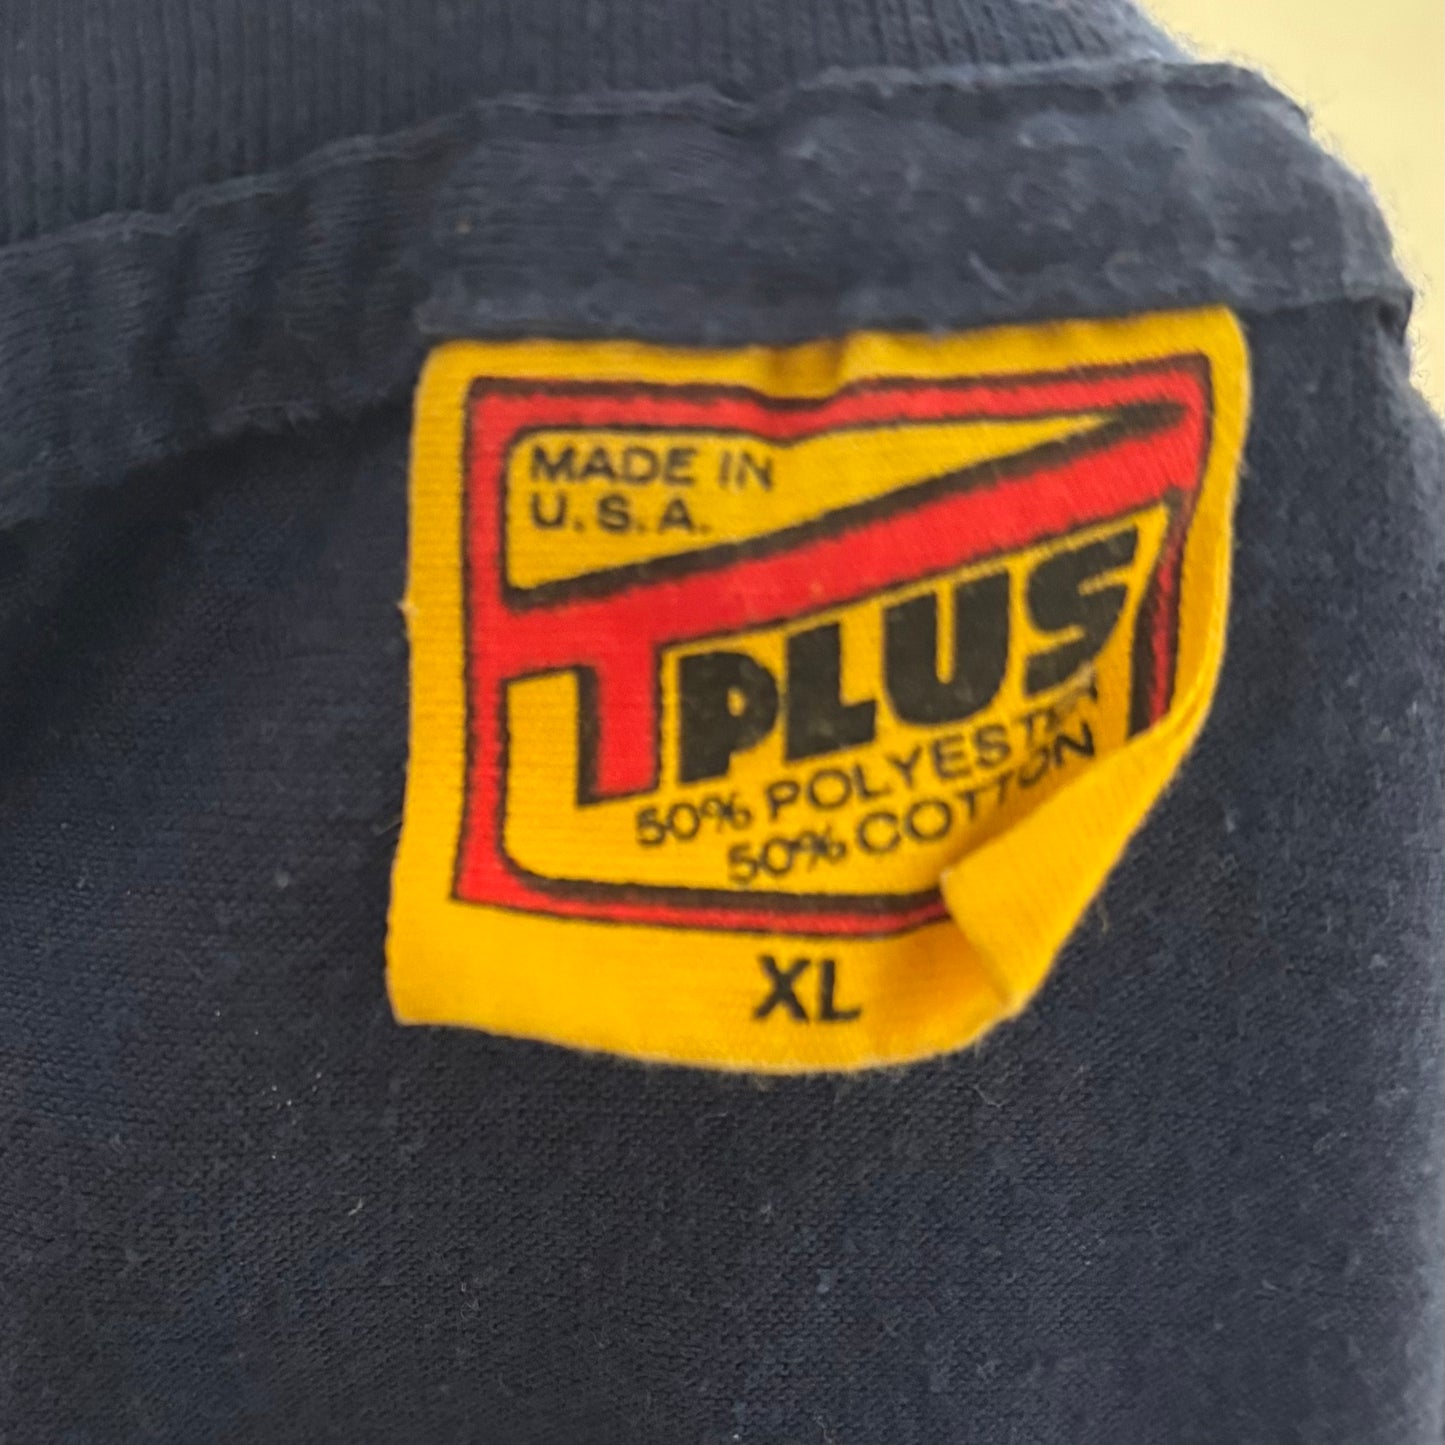 MADE IN
U.S.A.
T PLUS
50% POLYESTER
50% COTTON
XL